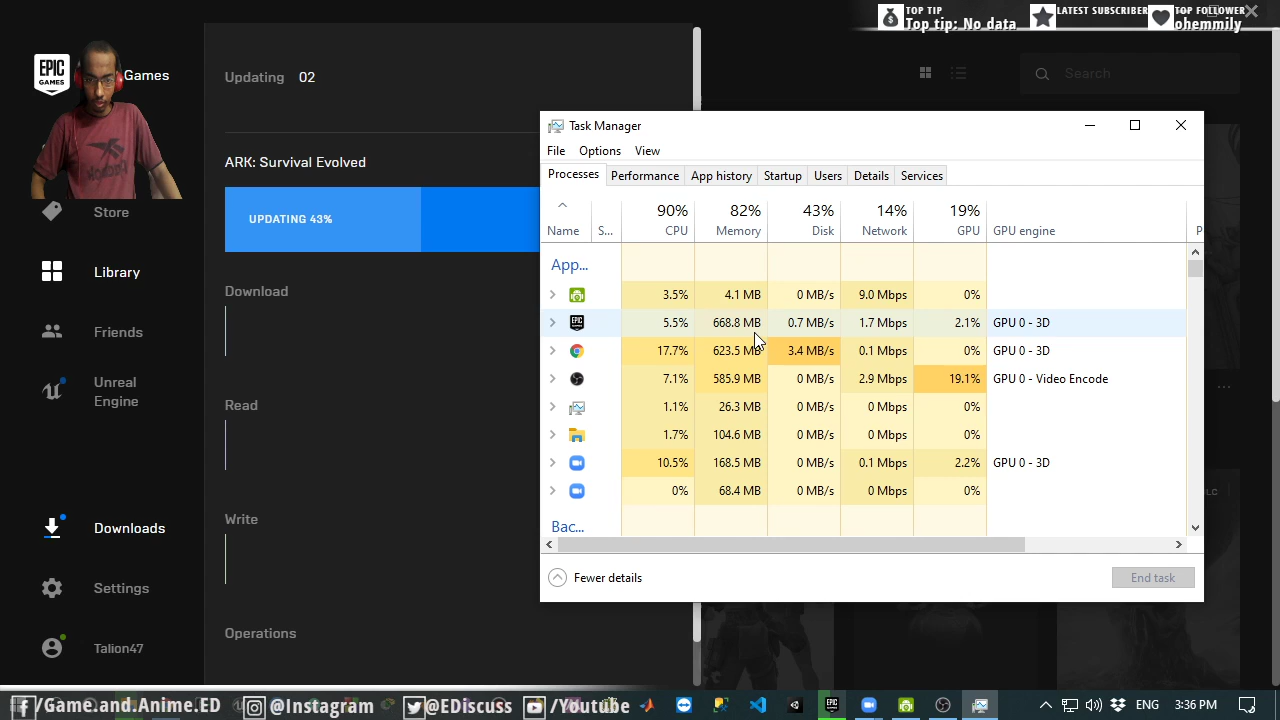 TOP TIP
Top tip: No data
LATEST SUBSCRIBER
TOP FOLLOWER
ohemmily
EPIC
GAMES
Games
Updating 02
Search
ARK: Survival Evolved
UPDATING 43%
Store
Library
Friends
Unreal
Engine
Downloads
Settings
Talion47
Download
Read
Write
Operations
Task Manager
File Options View
Processes Performance App history Startup Users Details Services
90% 82% 43% 14% 19%
Name S... CPU Memory Disk Network GPU GPU engine P
App...
3.5% 4.1 MB 0 MB/s 9.0 Mbps 0%
EPIC 5.5% 668.8 MB 0.7 MB/s 1.7 Mbps 2.1% GPU 0 - 3D
17.7% 623.5 MB 3.4 MB/s 0.1 Mbps 0% GPU 0 - 3D
7.1% 585.9 MB 0 MB/s 2.9 Mbps 19.1% GPU 0 - Video Encode
1.1% 26.3 MB 0 MB/s 0 Mbps 0%
1.7% 104.6 MB 0 MB/s 0 Mbps 0%
10.5% 168.5 MB 0 MB/s 0.1 Mbps 2.2% GPU 0 - 3D
0% 68.4 MB 0 MB/s 0 Mbps 0%
Bac...
Fewer details
End task
/Game.and.Anime.ED @Instagram @EDiscuss /Youtube
ENG 3:36 PM